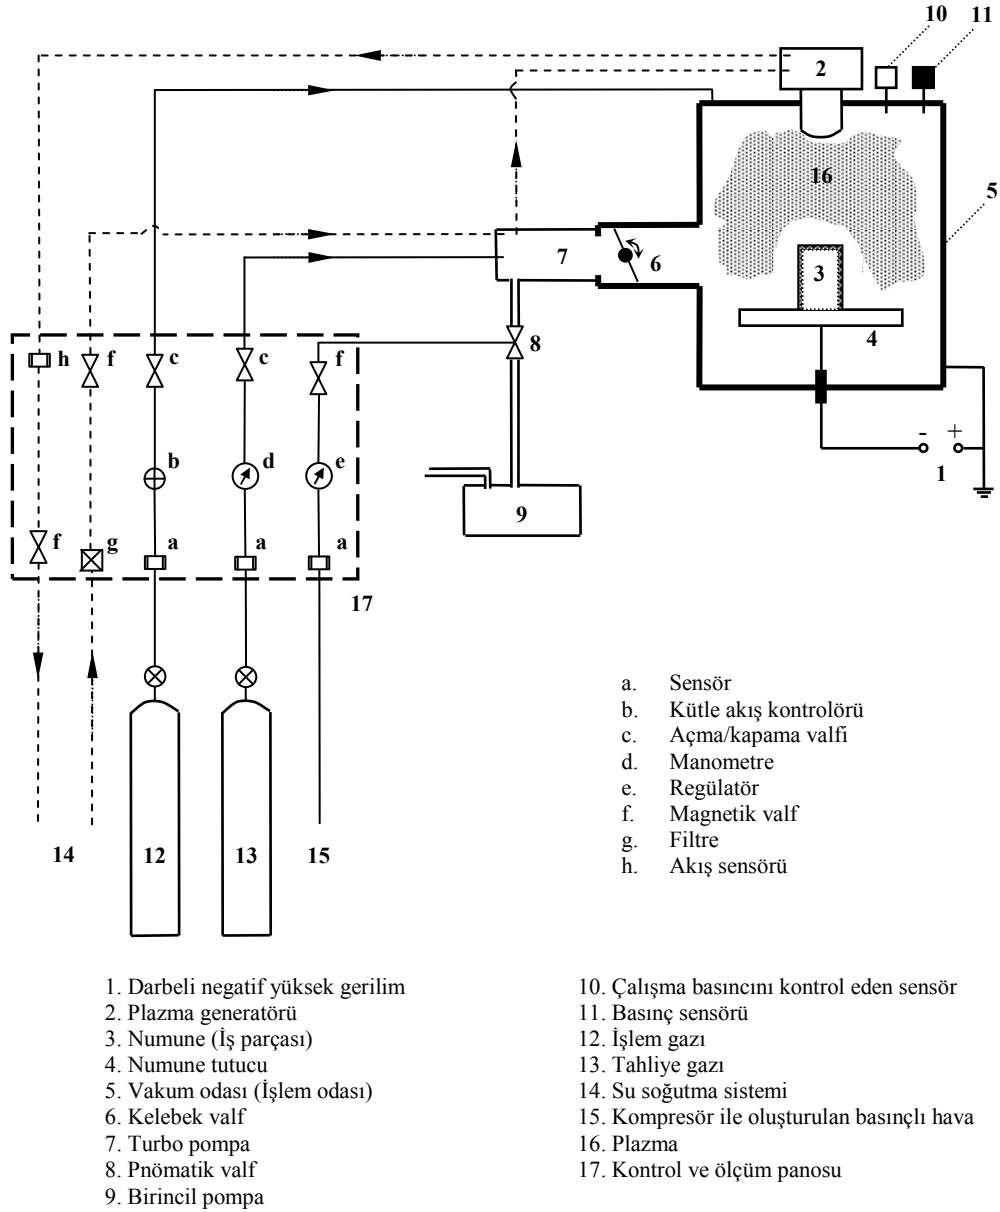 10 11
2
16
5
7
6
3
4
8
h f c c f
- +
1
b d e
9
f g a a a
17
14 12 13 15
a. Sensör
b. Kütle akış kontrolörü
c. Açma/kapama valfi
d. Manometre
e. Regülatör
f. Magnetik valf
g. Filtre
h. Akış sensörü
1. Darbeli negatif yüksek gerilim
2. Plazma generatörü
3. Numune (İş parçası)
4. Numune tutucu
5. Vakum odası (İşlem odası)
6. Kelebek valf
7. Turbo pompa
8. Pnömatik valf
9. Birincil pompa
10. Çalişma basıncını kontrol eden sensör
11. Basınç sensörü
12. İşlem gazı
13. Tahliye gazı
14. Su soğutma sistemi
15. Kompresör ile oluşturulan basınçlı hava
16. Plazma
17. Kontrol ve ölçüm panosu